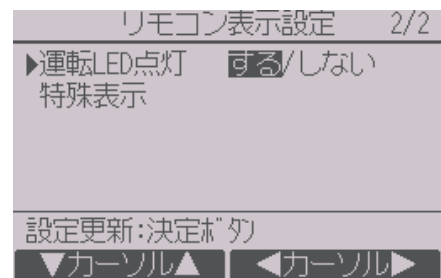 リモコン表示設定 2/2
▶運転LED点灯 する/しない
特殊表示
設定更新:決定ﾎﾞﾀﾝ
▼カーソル▲ ◀カーソル▶